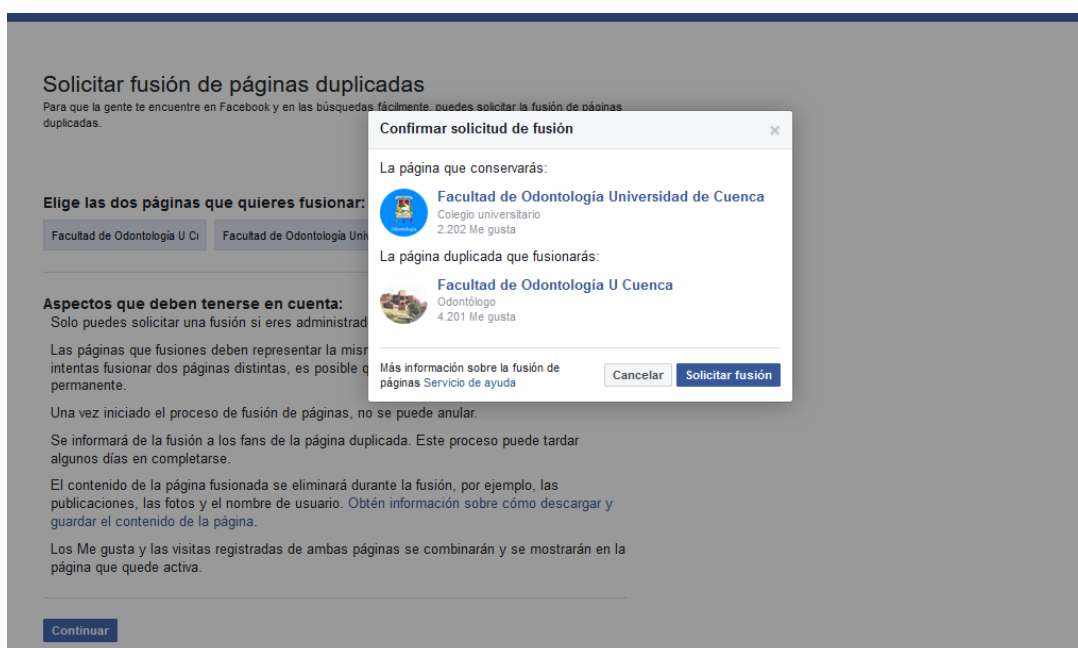 Solicitar fusión de páginas duplicadas
Para que la gente te encuentre en Facebook y en las búsquedas fácilmente, puedes solicitar la fusión de páginas
duplicadas.
Elige las dos páginas que quieres fusionar:
Facultad de Odontología U Cu
Facultad de Odontología Univ
Aspectos que deben tenerse en cuenta:
Solo puedes solicitar una fusión si eres administrad
Las páginas que fusiones deben representar la mism
intentas fusionar dos páginas distintas, es posible q
permanente.
Una vez iniciado el proceso de fusión de páginas, no se puede anular.
Se informará de la fusión a los fans de la página duplicada. Este proceso puede tardar
algunos días en completarse.
El contenido de la página fusionada se eliminará durante la fusión, por ejemplo, las
publicaciones, las fotos y el nombre de usuario. Obtén información sobre cómo descargar y
guardar el contenido de la página.
Los Me gusta y las visitas registradas de ambas páginas se combinarán y se mostrarán en la
página que quede activa.
Continuar
Confirmar solicitud de fusión
La página que conservarás:
Facultad de Odontología Universidad de Cuenca
Colegio universitario
2.202 Me gusta
La página duplicada que fusionarás:
Facultad de Odontología U Cuenca
Odontólogo
4.201 Me gusta
Más información sobre la fusión de
páginas Servicio de ayuda
Cancelar
Solicitar fusión